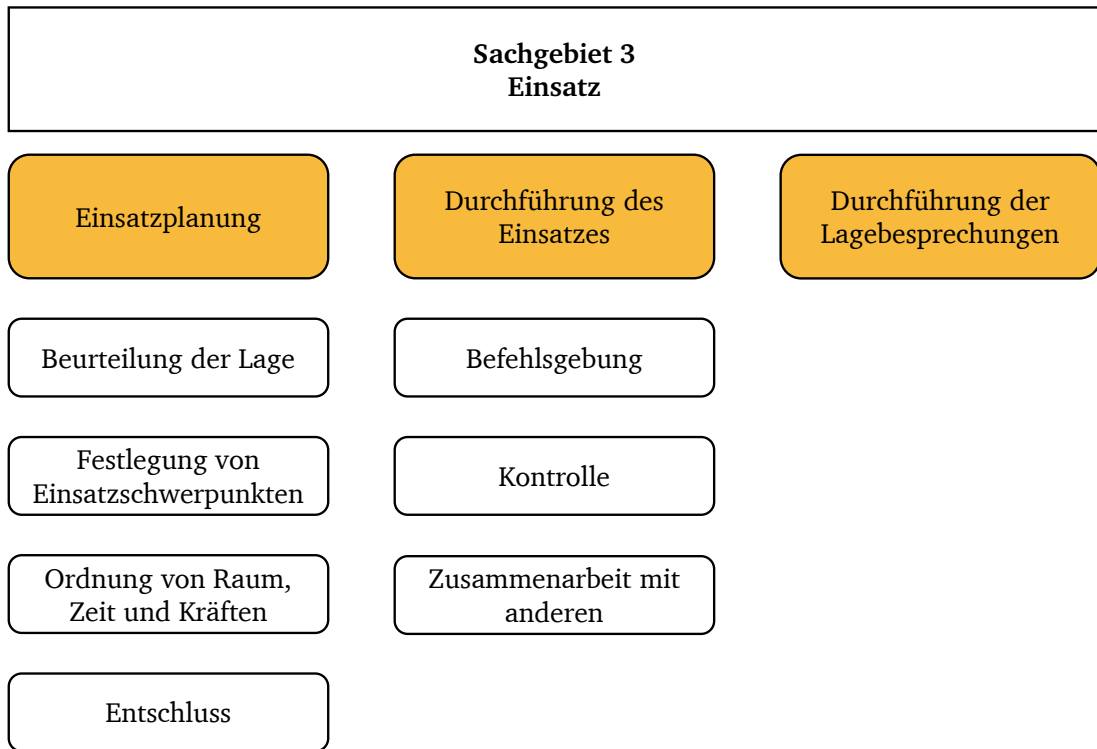 Sachgebiet 3
Einsatz
Einsatzplanung
Durchführung des
Einsatzes
Durchführung der
Lagebesprechungen
Beurteilung der Lage
Befehlsgebung
Festlegung von
Einsatzschwerpunkten
Kontrolle
Ordnung von Raum,
Zeit und Kräften
Zusammenarbeit mit
anderen
Entschluss